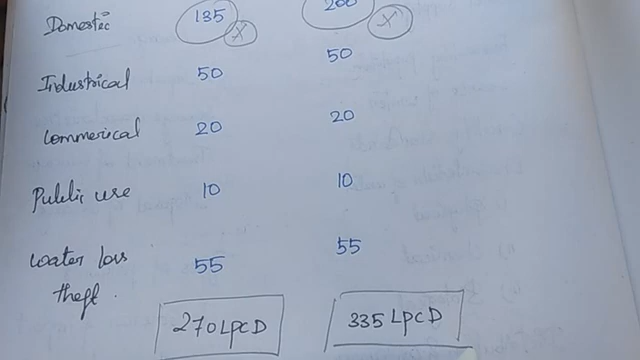 Domestic 135 x 200 x
Industrical 50 50
Commerical 20 20
Public use 10 10
Water loss 55 55
theft.
270 LPCD 335 LPCD